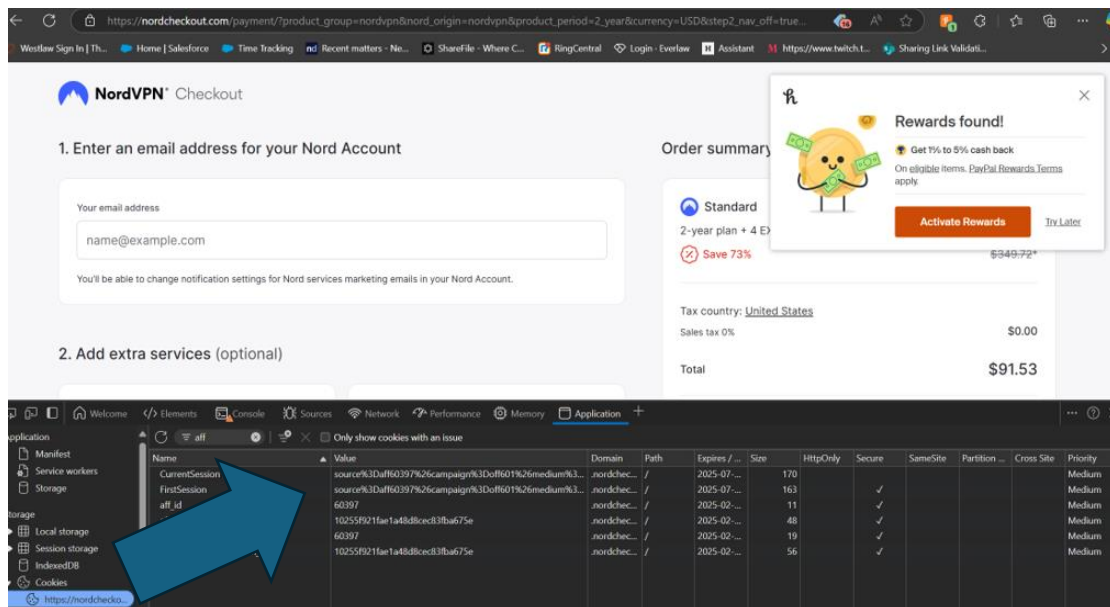 https://nordcheckout.com/payment/?product_group=nordvpn&nord_origin=nordvpn&product_period=2_year&currency=USD&step2_nav_off=true...
Westlaw Sign In | Th... Home | Salesforce Time Tracking nd Recent matters - Ne... ShareFile - Where C... RingCentral Login · Everlaw Assistant https://www.twitch.t... Sharing Link Validati...
NordVPN® Checkout
1. Enter an email address for your Nord Account
Your email address
name@example.com
You'll be able to change notification settings for Nord services marketing emails in your Nord Account.
2. Add extra services (optional)
Order summary
Standard
2-year plan + 4 EX
Save 73%
$349.72*
Tax country: United States
Sales tax 0%
$0.00
Total
$91.53
h
Rewards found!
Get 1% to 5% cash back
On eligible items. PayPal Rewards Terms
apply.
Activate Rewards
Try Later
Welcome Elements Console Sources Network Performance Memory Application
pplication
Manifest
Service workers
Storage
torage
Local storage
Session storage
IndexedDB
Cookies
https://nordchecko...
aff
Only show cookies with an issue
Name Value Domain Path Expires / ... Size HttpOnly Secure SameSite Partition ... Cross Site Priority
CurrentSession source%3Daff60397%26campaign%3Doff601%26medium%3... .nordchec... / 2025-07-... 170 Medium
FirstSession source%3Daff60397%26campaign%3Doff601%26medium%3... .nordchec... / 2025-07-... 163 ✓ Medium
aff_id 60397 .nordchec... / 2025-02-... 11 ✓ Medium
10255f921fae1a48d8cec83fba675e .nordchec... / 2025-02-... 48 ✓ Medium
60397 .nordchec... / 2025-02-... 19 ✓ Medium
10255f921fae1a48d8cec83fba675e .nordchec... / 2025-02-... 56 ✓ Medium